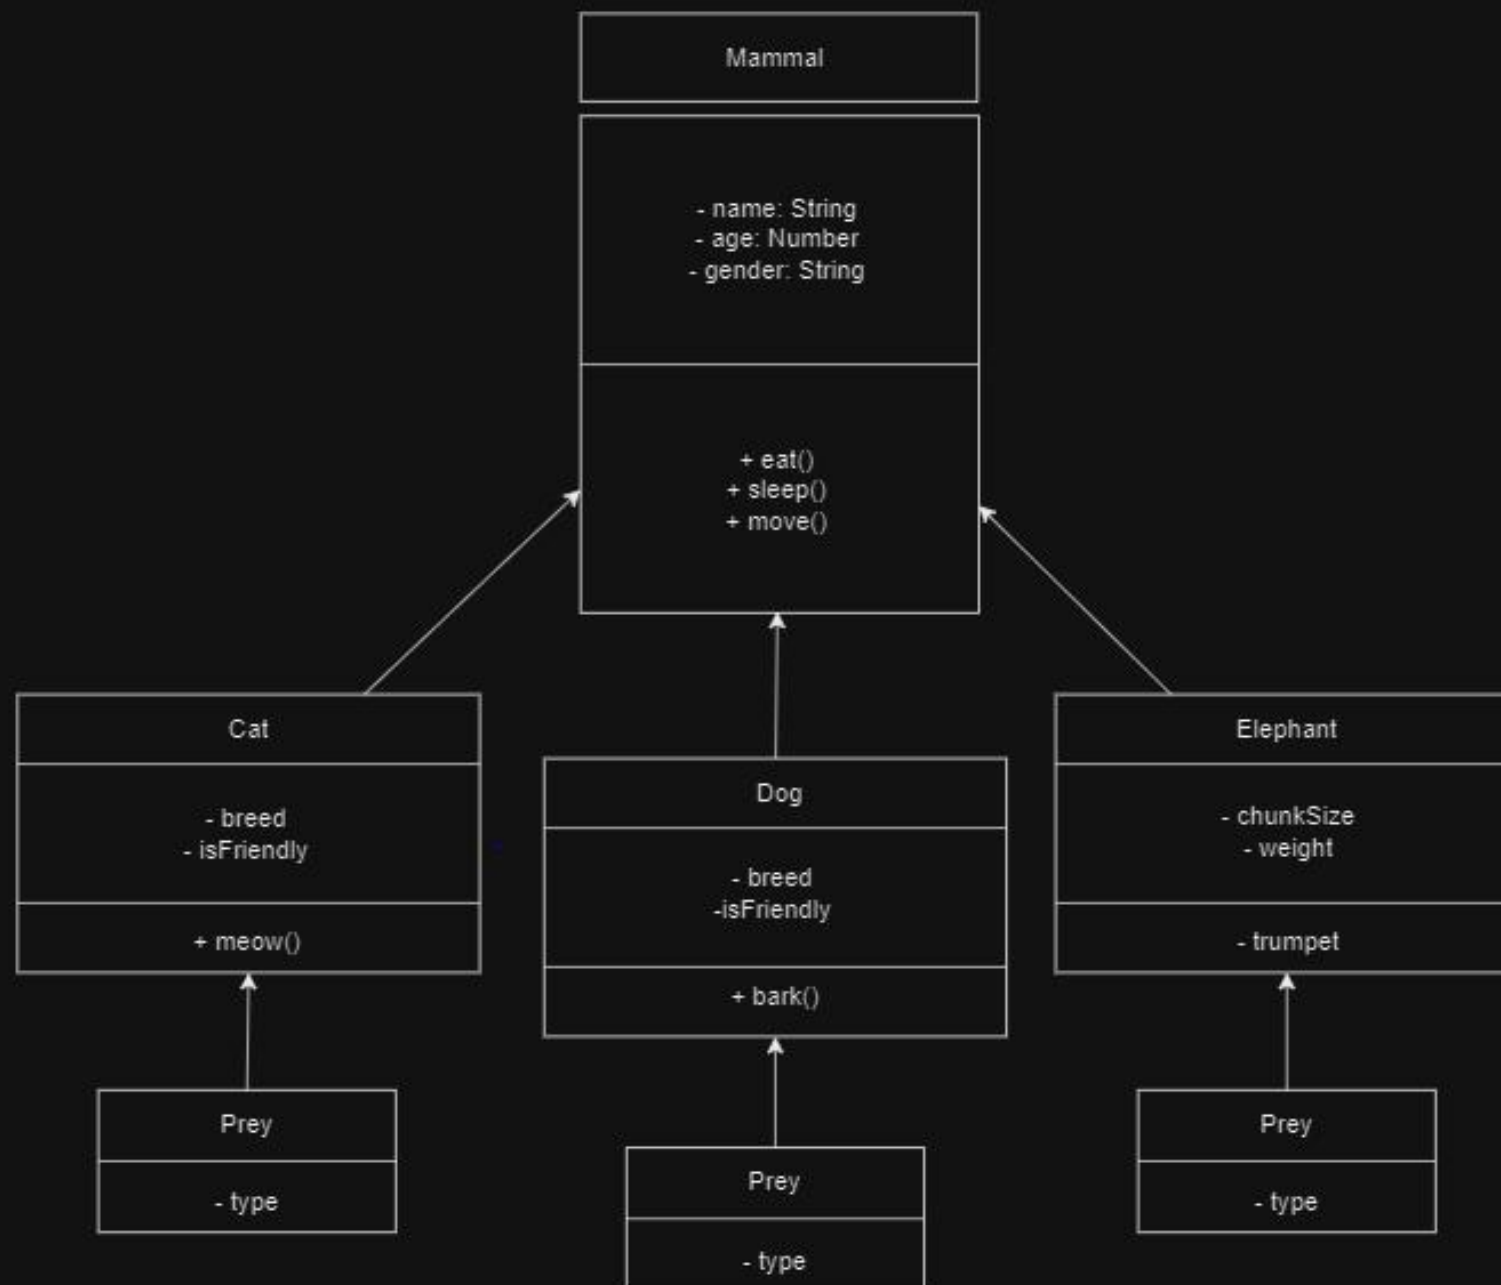 Mammal
- name: String
- age: Number
- gender: String
+ eat()
+ sleep()
+ move()
Cat
- breed
- isFriendly
+ meow()
Dog
- breed
-isFriendly
+ bark()
Elephant
- chunkSize
- weight
- trumpet
Prey
- type
Prey
- type
Prey
- type